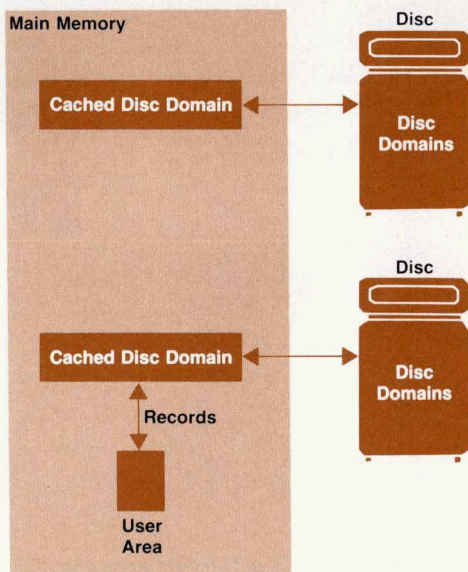 Main Memory
Disc
Cached Disc Domain
Disc
Domains
Disc
Cached Disc Domain
Disc
Domains
Records
User
Area